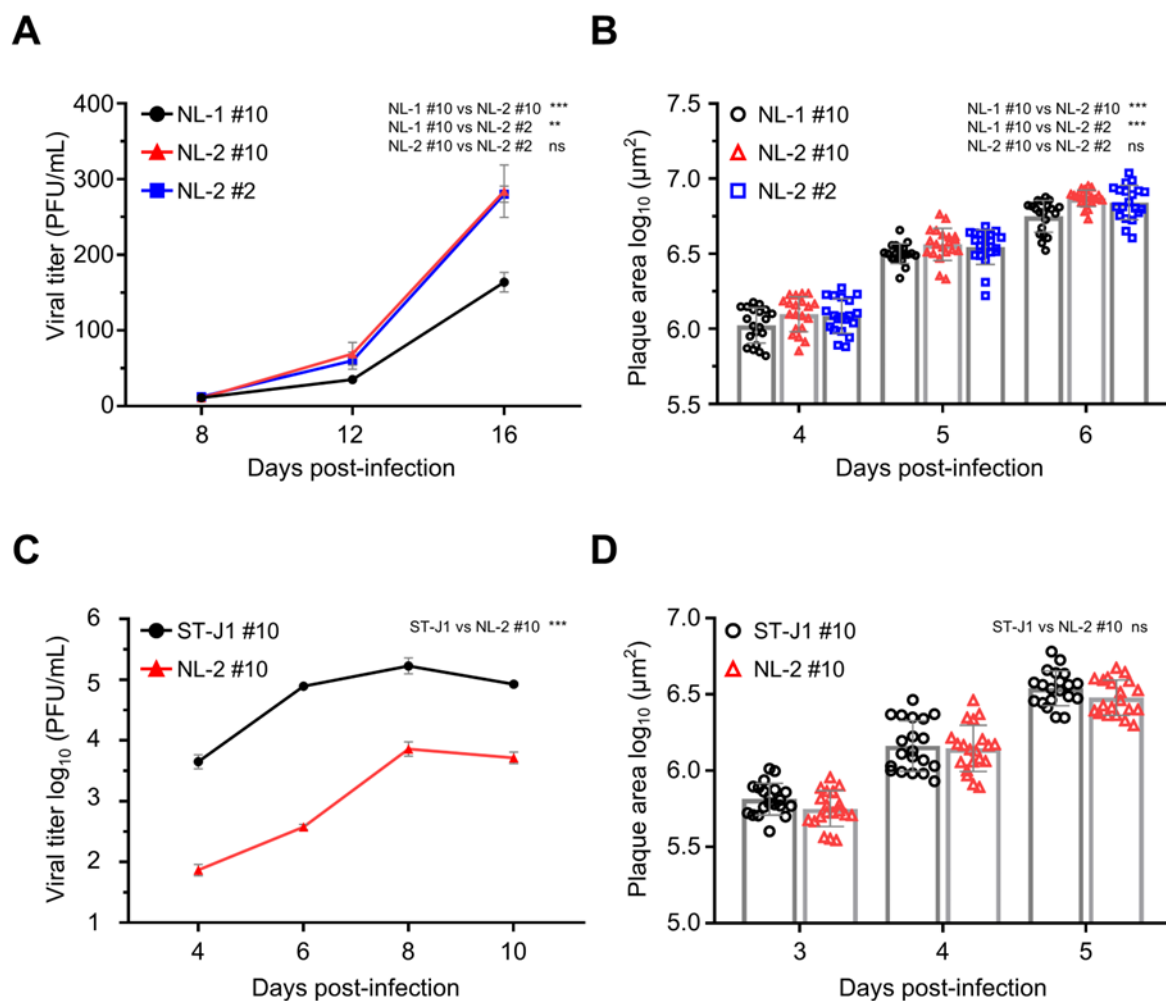 A
Viral titer (PFU/mL)
400
300
200
100
0
NL-1 #10
NL-2 #10
NL-2 #2
NL-1 #10 vs NL-2 #10 ***
NL-1 #10 vs NL-2 #2 **
NL-2 #10 vs NL-2 #2 ns
8 12 16
Days post-infection
B
Plaque area log10 (µm²)
7.5
7.0
6.5
6.0
5.5
NL-1 #10
NL-2 #10
NL-2 #2
NL-1 #10 vs NL-2 #10 ***
NL-1 #10 vs NL-2 #2 ***
NL-2 #10 vs NL-2 #2 ns
4 5 6
Days post-infection
C
Viral titer log10 (PFU/mL)
6
5
4
3
2
1
ST-J1 #10
NL-2 #10
ST-J1 vs NL-2 #10 ***
4 6 8 10
Days post-infection
D
Plaque area log10 (µm²)
7.0
6.5
6.0
5.5
5.0
ST-J1 #10
NL-2 #10
ST-J1 vs NL-2 #10 ns
3 4 5
Days post-infection